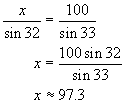 x/sin 32 = 100/sin 33
x = 100 sin 32/sin 33
x ≈ 97.3